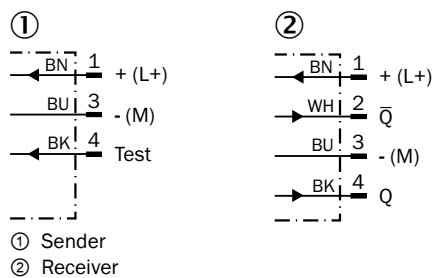 ① ②
BN 1 + (L+)
BU 3 - (M)
BK 4 Test
BN 1 + (L+)
WH 2 Q̅
BU 3 - (M)
BK 4 Q
① Sender
② Receiver